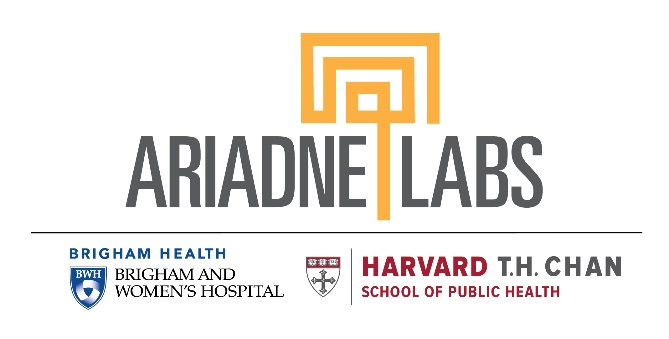 ARIADNE LABS
BRIGHAM HEALTH
BWH
BRIGHAM AND
WOMEN'S HOSPITAL
HARVARD T.H. CHAN
SCHOOL OF PUBLIC HEALTH